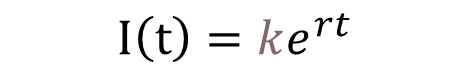 I(t) = ke^{rt}